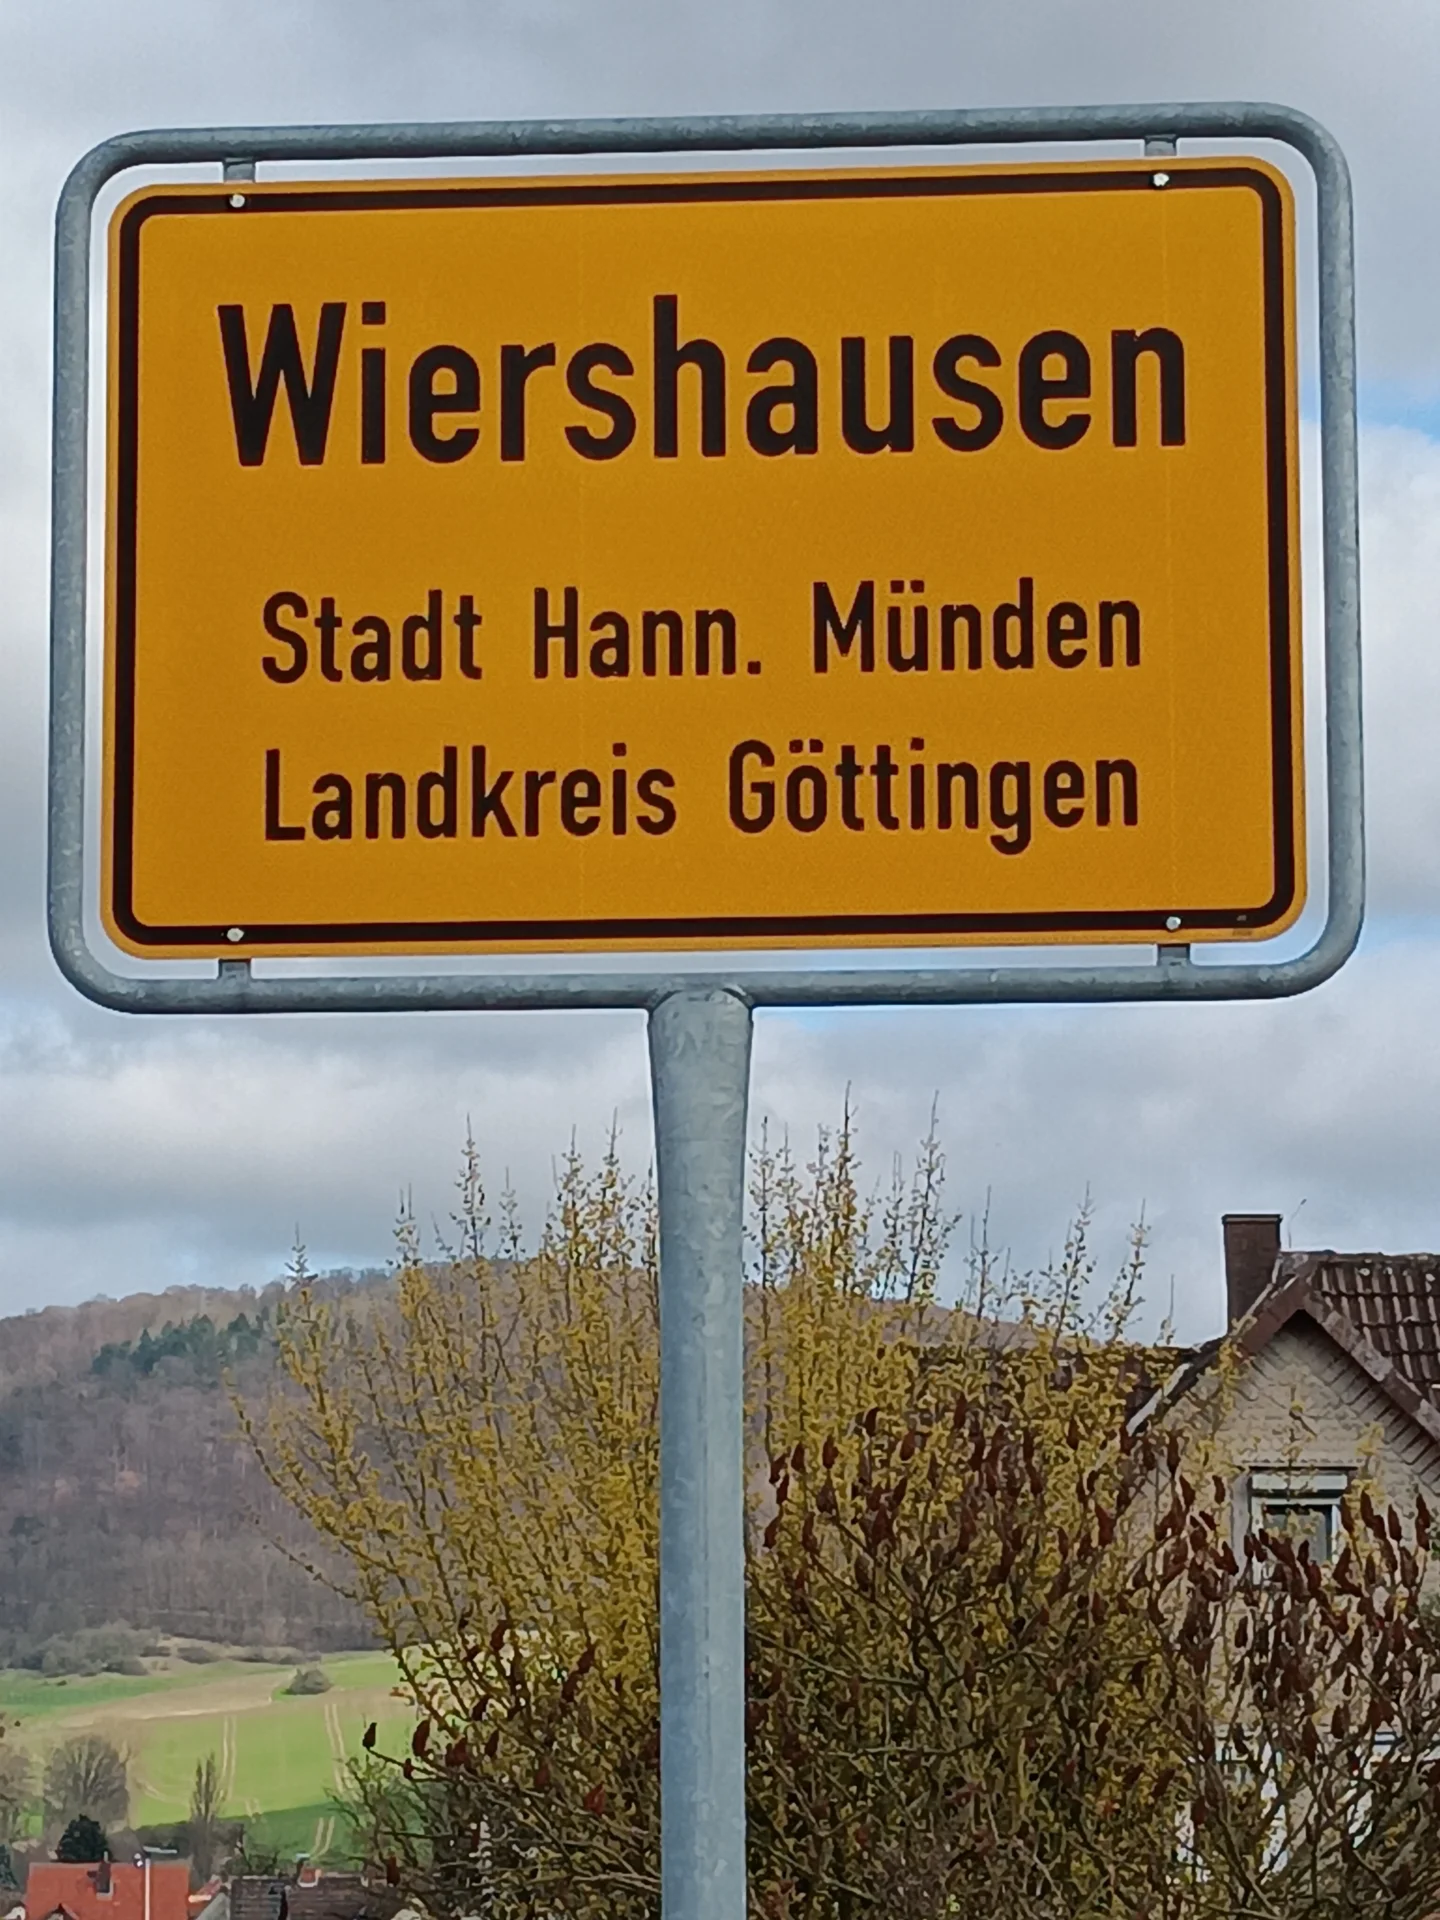 Wiershausen
Stadt Hann. Münden
Landkreis Göttingen